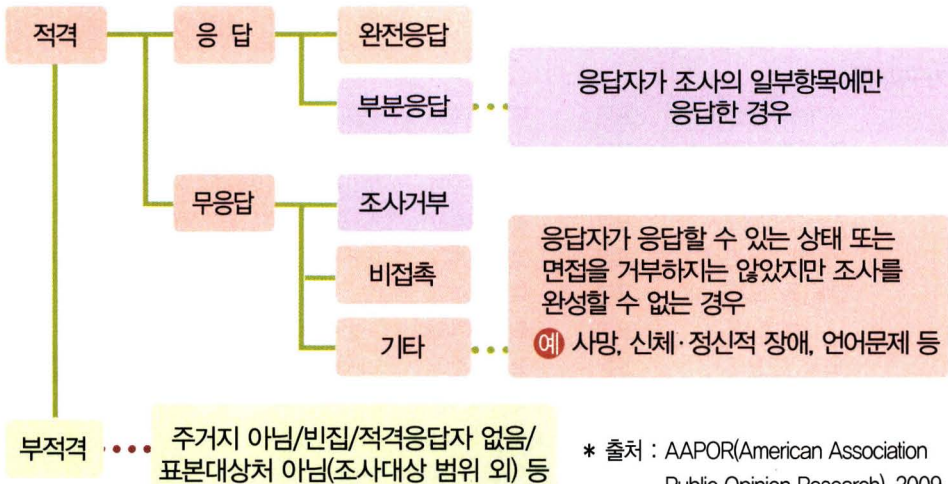 적격
응 답
완전응답
부분응답
응답자가 조사의 일부항목에만
응답한 경우
무응답
조사거부
비접촉
기타
응답자가 응답할 수 있는 상태 또는
면접을 거부하지는 않았지만 조사를
완성할 수 없는 경우
예 사망, 신체·정신적 장애, 언어문제 등
부적격
주거지 아님/빈집/적격응답자 없음/
표본대상처 아님(조사대상 범위 외) 등
* 출처 : AAPOR(American Association
Public Opinion Research), 2009